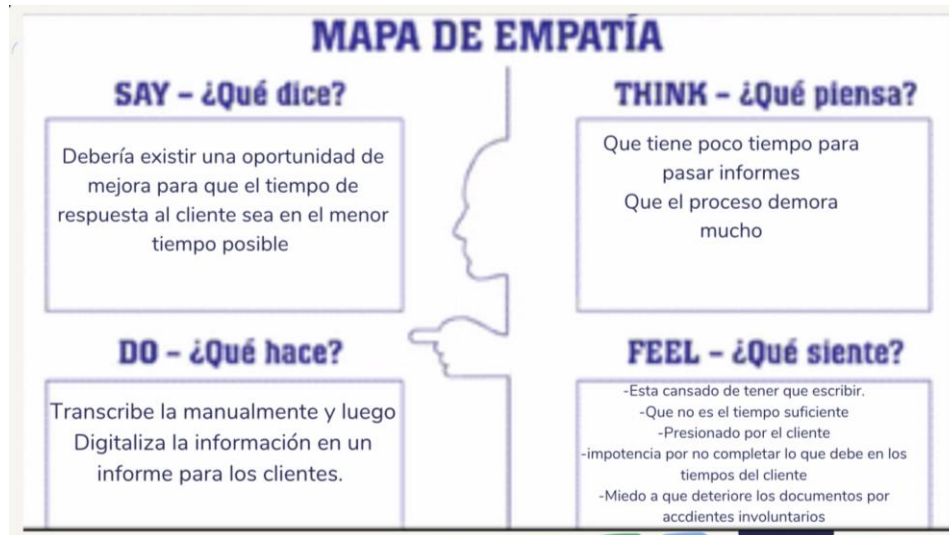 MAPA DE EMPATÍA
SAY – ¿Qué dice?
Debería existir una oportunidad de
mejora para que el tiempo de
respuesta al cliente sea en el menor
tiempo posible
THINK – ¿Qué piensa?
Que tiene poco tiempo para
pasar informes
Que el proceso demora
mucho
DO – ¿Qué hace?
Transcribe la manualmente y luego
Digitaliza la información en un
informe para los clientes.
FEEL – ¿Qué siente?
-Esta cansado de tener que escribir.
-Que no es el tiempo suficiente
-Presionado por el cliente
-impotencia por no completar lo que debe en los
tiempos del cliente
-Miedo a que deteriore los documentos por
accdientes involuntarios